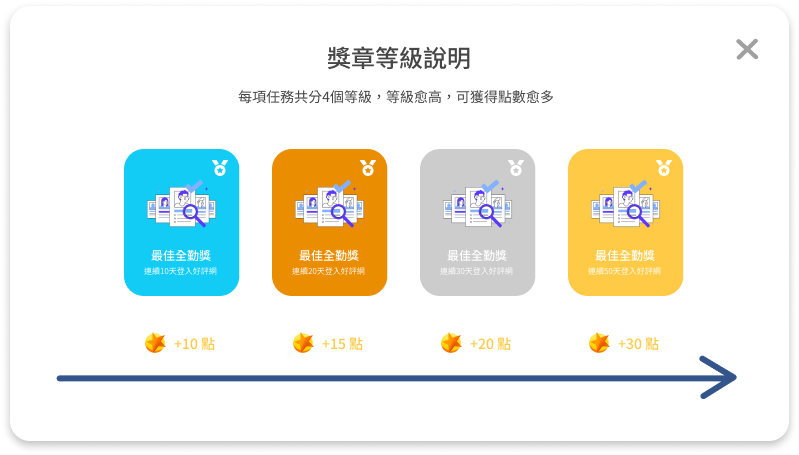 獎章等級說明
每項任務共分4個等級，等級愈高，可獲得點數愈多
最佳全勤獎
連續10天登入好評網
最佳全勤獎
連續20天登入好評網
最佳全勤獎
連續30天登入好評網
最佳全勤獎
連續50天登入好評網
+10 點
+15 點
+20 點
+30 點